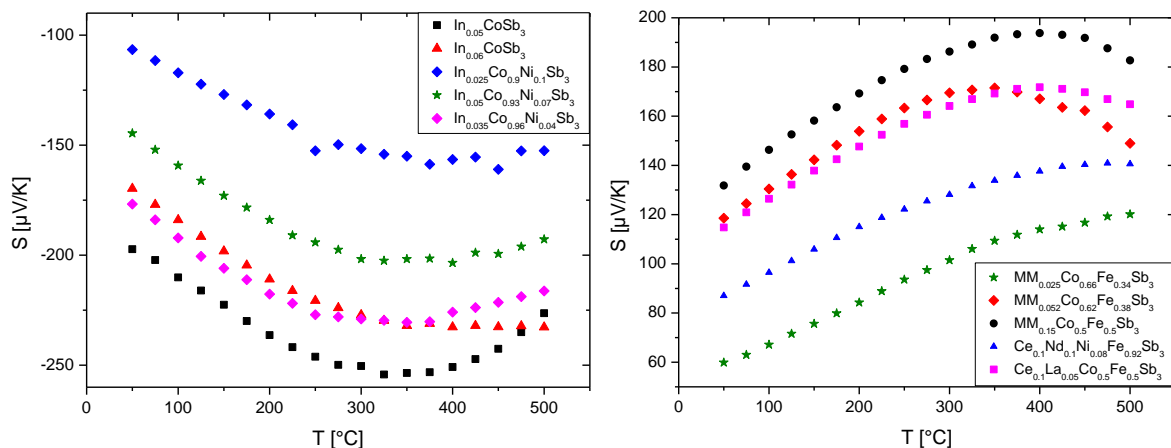 -100
-150
-200
-250
S [µV/K]
0
100
200
300
400
500
T [°C]
In0.05CoSb3
In0.06CoSb3
In0.025Co0.9Ni0.1Sb3
In0.05Co0.93Ni0.07Sb3
In0.035Co0.96Ni0.04Sb3
200
180
160
140
120
100
80
60
S [µV/K]
0
100
200
300
400
500
T [°C]
MM0.025Co0.66Fe0.34Sb3
MM0.052Co0.62Fe0.38Sb3
MM0.15Co0.5Fe0.5Sb3
Ce0.1Nd0.1Ni0.08Fe0.92Sb3
Ce0.1La0.05Co0.5Fe0.5Sb3